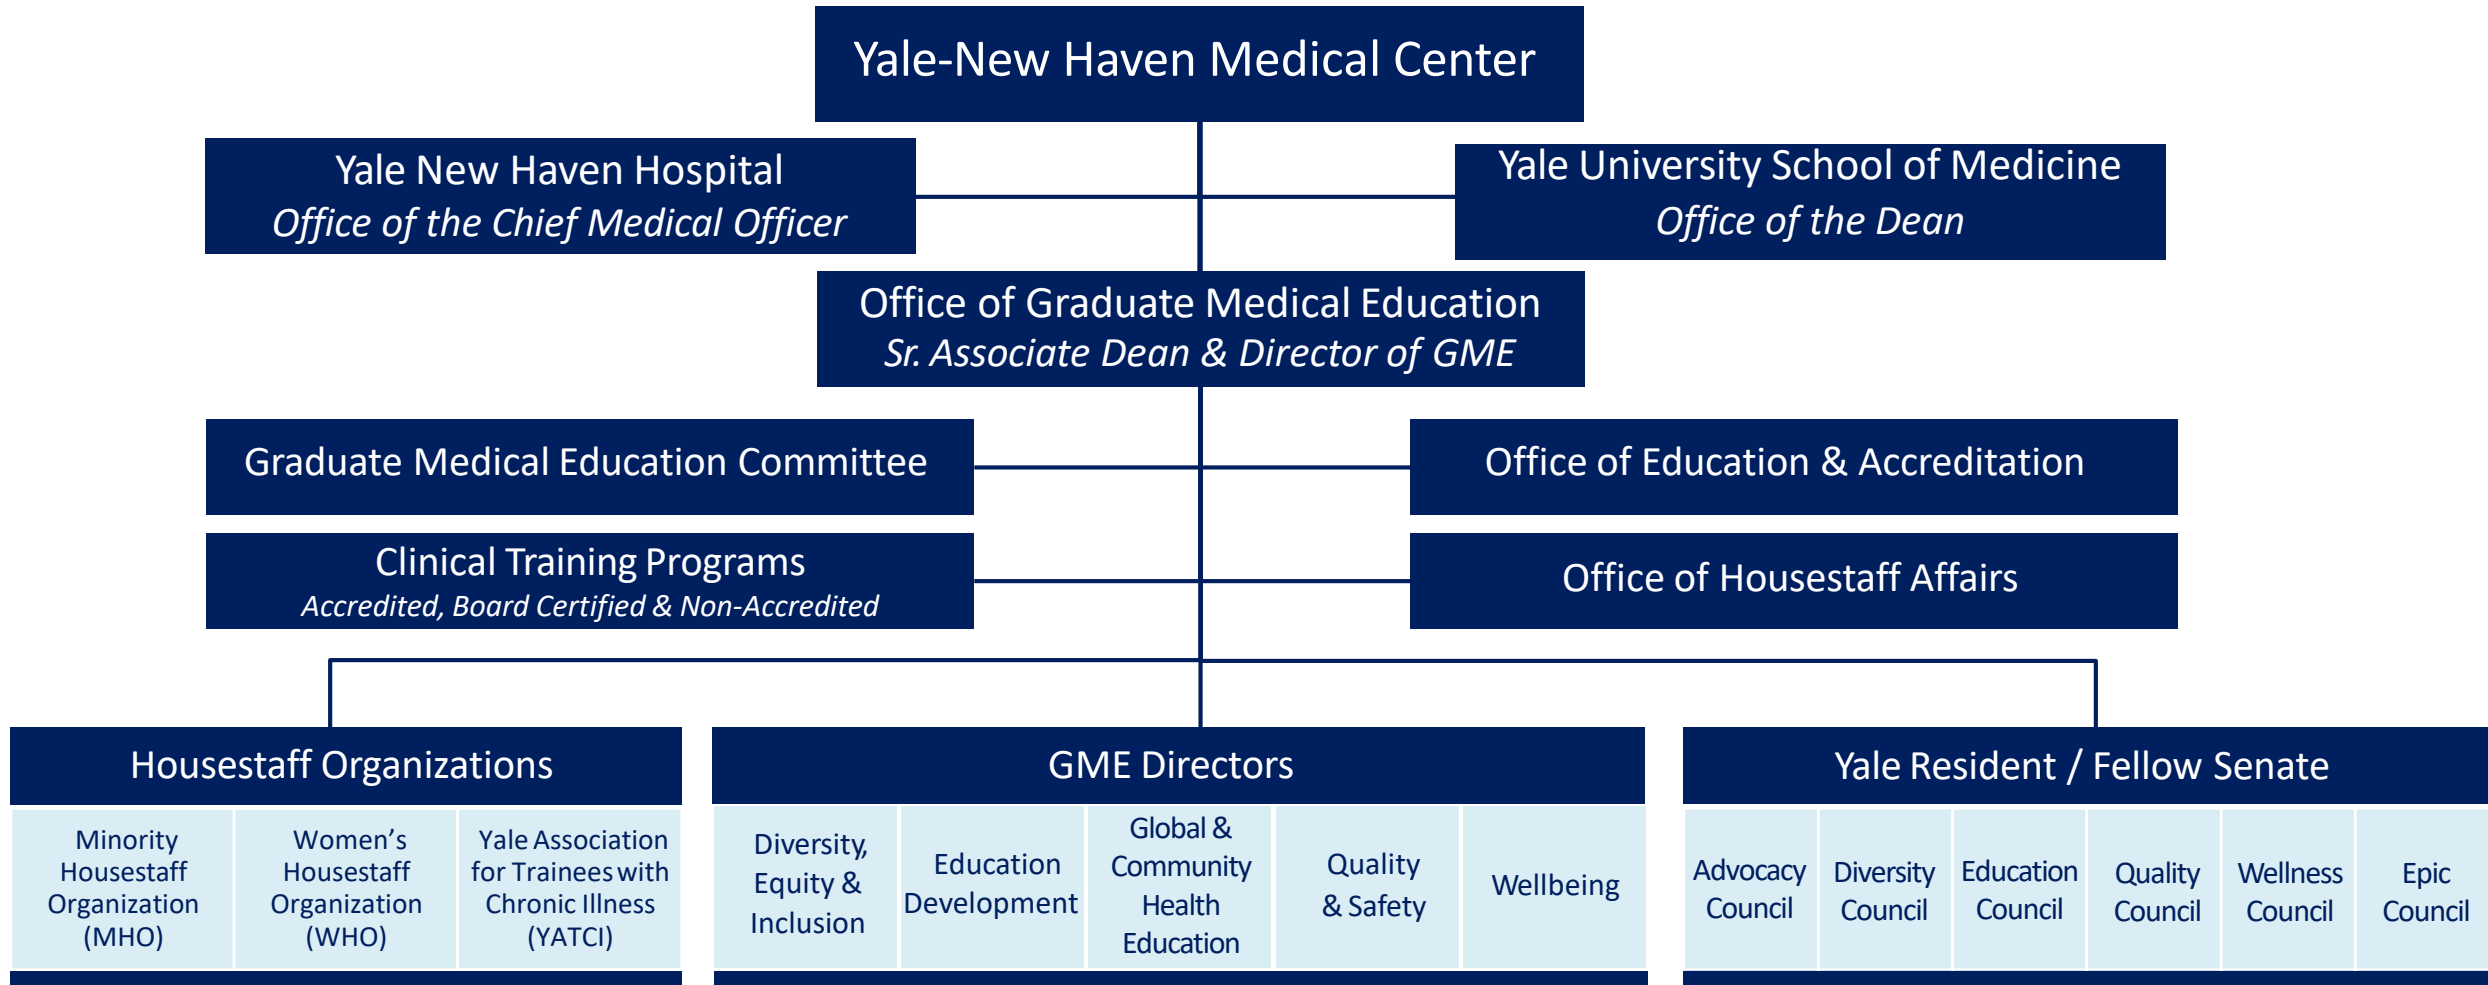 Yale-New Haven Medical Center
Yale New Haven Hospital
Office of the Chief Medical Officer
Yale University School of Medicine
Office of the Dean
Office of Graduate Medical Education
Sr. Associate Dean & Director of GME
Graduate Medical Education Committee
Office of Education & Accreditation
Clinical Training Programs
Accredited, Board Certified & Non-Accredited
Office of Housestaff Affairs
Housestaff Organizations
Minority
Housestaff
Organization
(MHO)
Women’s
Housestaff
Organization
(WHO)
Yale Association
for Trainees with
Chronic Illness
(YATCI)
GME Directors
Diversity,
Equity &
Inclusion
Education
Development
Global &
Community
Health
Education
Quality
& Safety
Wellbeing
Yale Resident / Fellow Senate
Advocacy
Council
Diversity
Council
Education
Council
Quality
Council
Wellness
Council
Epic
Council